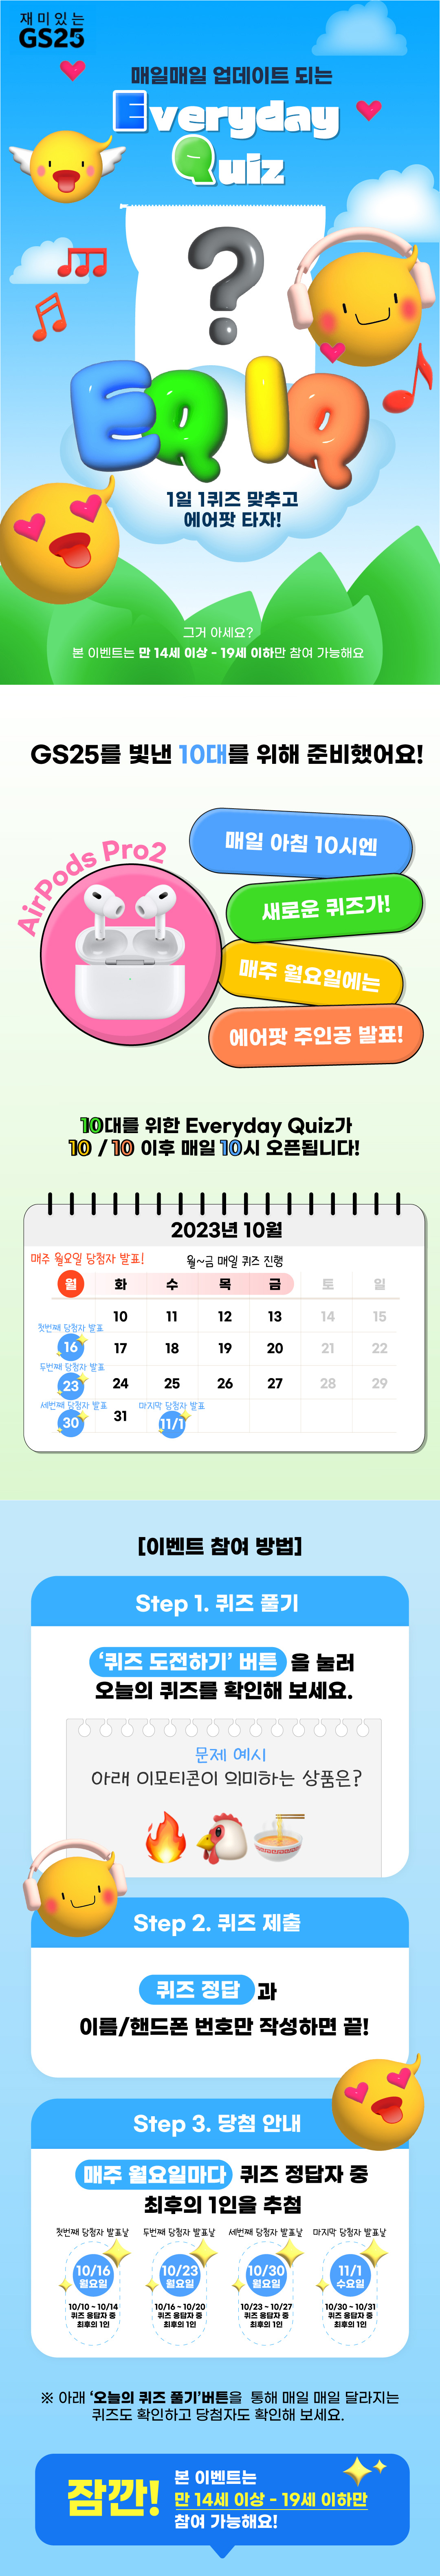 재미있는
GS25
매일매일 업데이트 되는
Everyday
Quiz
?
EQ IQ
1일 1퀴즈 맞추고
에어팟 타자!
그거 아세요?
본 이벤트는 만 14세 이상 - 19세 이하만 참여 가능해요
GS25를 빛낸 10대를 위해 준비했어요!
AirPods Pro2
매일 아침 10시엔
새로운 퀴즈가!
매주 월요일에는
에어팟 주인공 발표!
10대를 위한 Everyday Quiz가
10 / 10 이후 매일 10시 오픈됩니다!
2023년 10월
매주 월요일 당첨자 발표!
월~금 매일 퀴즈 진행
월 화 수 목 금 토 일
10 11 12 13 14 15
첫번째 당첨자 발표
16 17 18 19 20 21 22
두번째 당첨자 발표
23 24 25 26 27 28 29
세번째 당첨자 발표 마지막 당첨자 발표
30 31 11/1
[이벤트 참여 방법]
Step 1. 퀴즈 풀기
‘퀴즈 도전하기’ 버튼 을 눌러
오늘의 퀴즈를 확인해 보세요.
문제 예시
아래 이모티콘이 의미하는 상품은?
Step 2. 퀴즈 제출
퀴즈 정답 과
이름/핸드폰 번호만 작성하면 끝!
Step 3. 당첨 안내
매주 월요일마다 퀴즈 정답자 중
최후의 1인을 추첨
첫번째 당첨자 발표날 두번째 당첨자 발표날 세번째 당첨자 발표날 마지막 당첨자 발표날
10/16 10/23 10/30 11/1
월요일 월요일 월요일 수요일
10/10 ~ 10/14 10/16 ~ 10/20 10/23 ~ 10/27 10/30 ~ 10/31
퀴즈 응답자 중 퀴즈 응답자 중 퀴즈 응답자 중 퀴즈 응답자 중
최후의 1인 최후의 1인 최후의 1인 최후의 1인
※ 아래 ‘오늘의 퀴즈 풀기’버튼을 통해 매일 매일 달라지는
퀴즈도 확인하고 당첨자도 확인해 보세요.
잠깐!
본 이벤트는
만 14세 이상 - 19세 이하만
참여 가능해요!